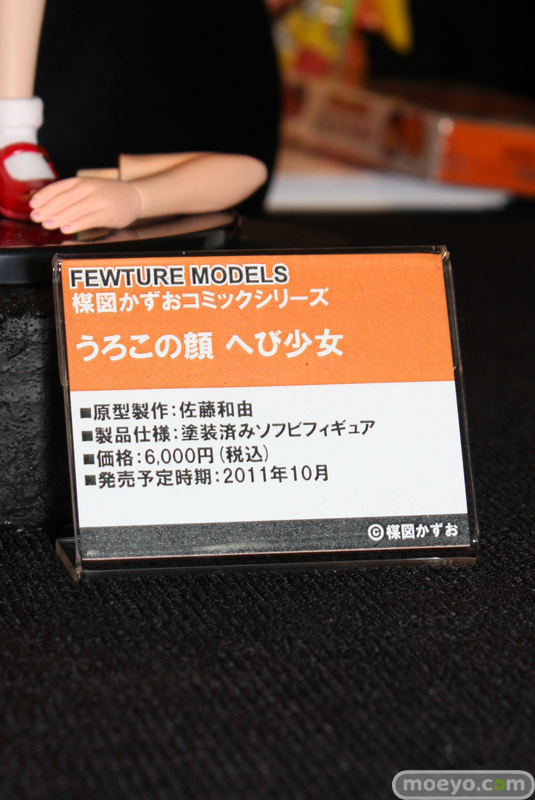 FEWTURE MODELS
楳図かずおコミックシリーズ
うろこの顔 へび少女
■原型製作：佐藤和由
■製品仕様：塗装済みソフビフィギュア
■価格：6,000円（税込）
■発売予定時期：2011年10月
©楳図かずお
moeyo.com